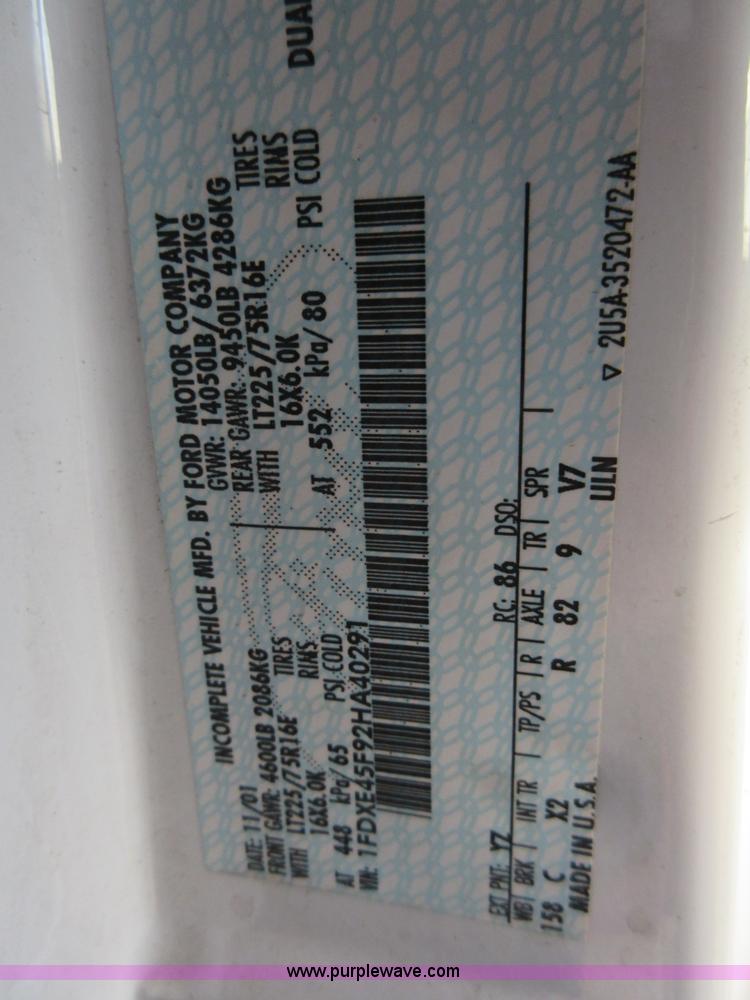 INCOMPLETE VEHICLE MFD. BY FORD MOTOR COMPANY
DATE: 11/01 GVWR: 14050LB/ 6372KG
FRONT GAWR: 4600LB 2086KG REAR GAWR: 9450LB 4286KG
WITH LT225/75R16E TIRES WITH LT225/75R16E TIRES
16X6.0K RIMS 16X6.0K RIMS
AT 448 kPa/ 65 PSI COLD AT 552 kPa/ 80 PSI COLD DUAL
VIN: 1FDXE45F92HA40291
EXT PNT: YZ RC: 86 DSO:
WB BRK INT TR TP/PS R AXLE TR SPR
158 C X2 R 82 9 V7
MADE IN U.S.A. ULN
▽ 2U5A-3520472-AA
www.purplewave.com